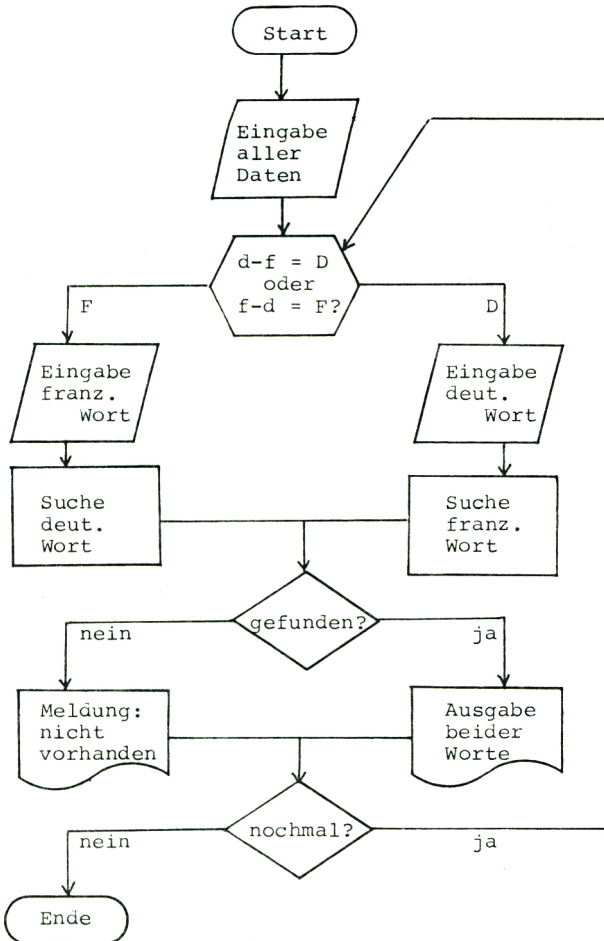 Start
Eingabe
aller
Daten
d-f = D
oder
f-d = F?
F
D
Eingabe
franz.
Wort
Eingabe
deut.
Wort
Suche
deut.
Wort
Suche
franz.
Wort
gefunden?
nein
ja
Meldung:
nicht
vorhanden
Ausgabe
beider
Worte
nochmal?
nein
ja
Ende